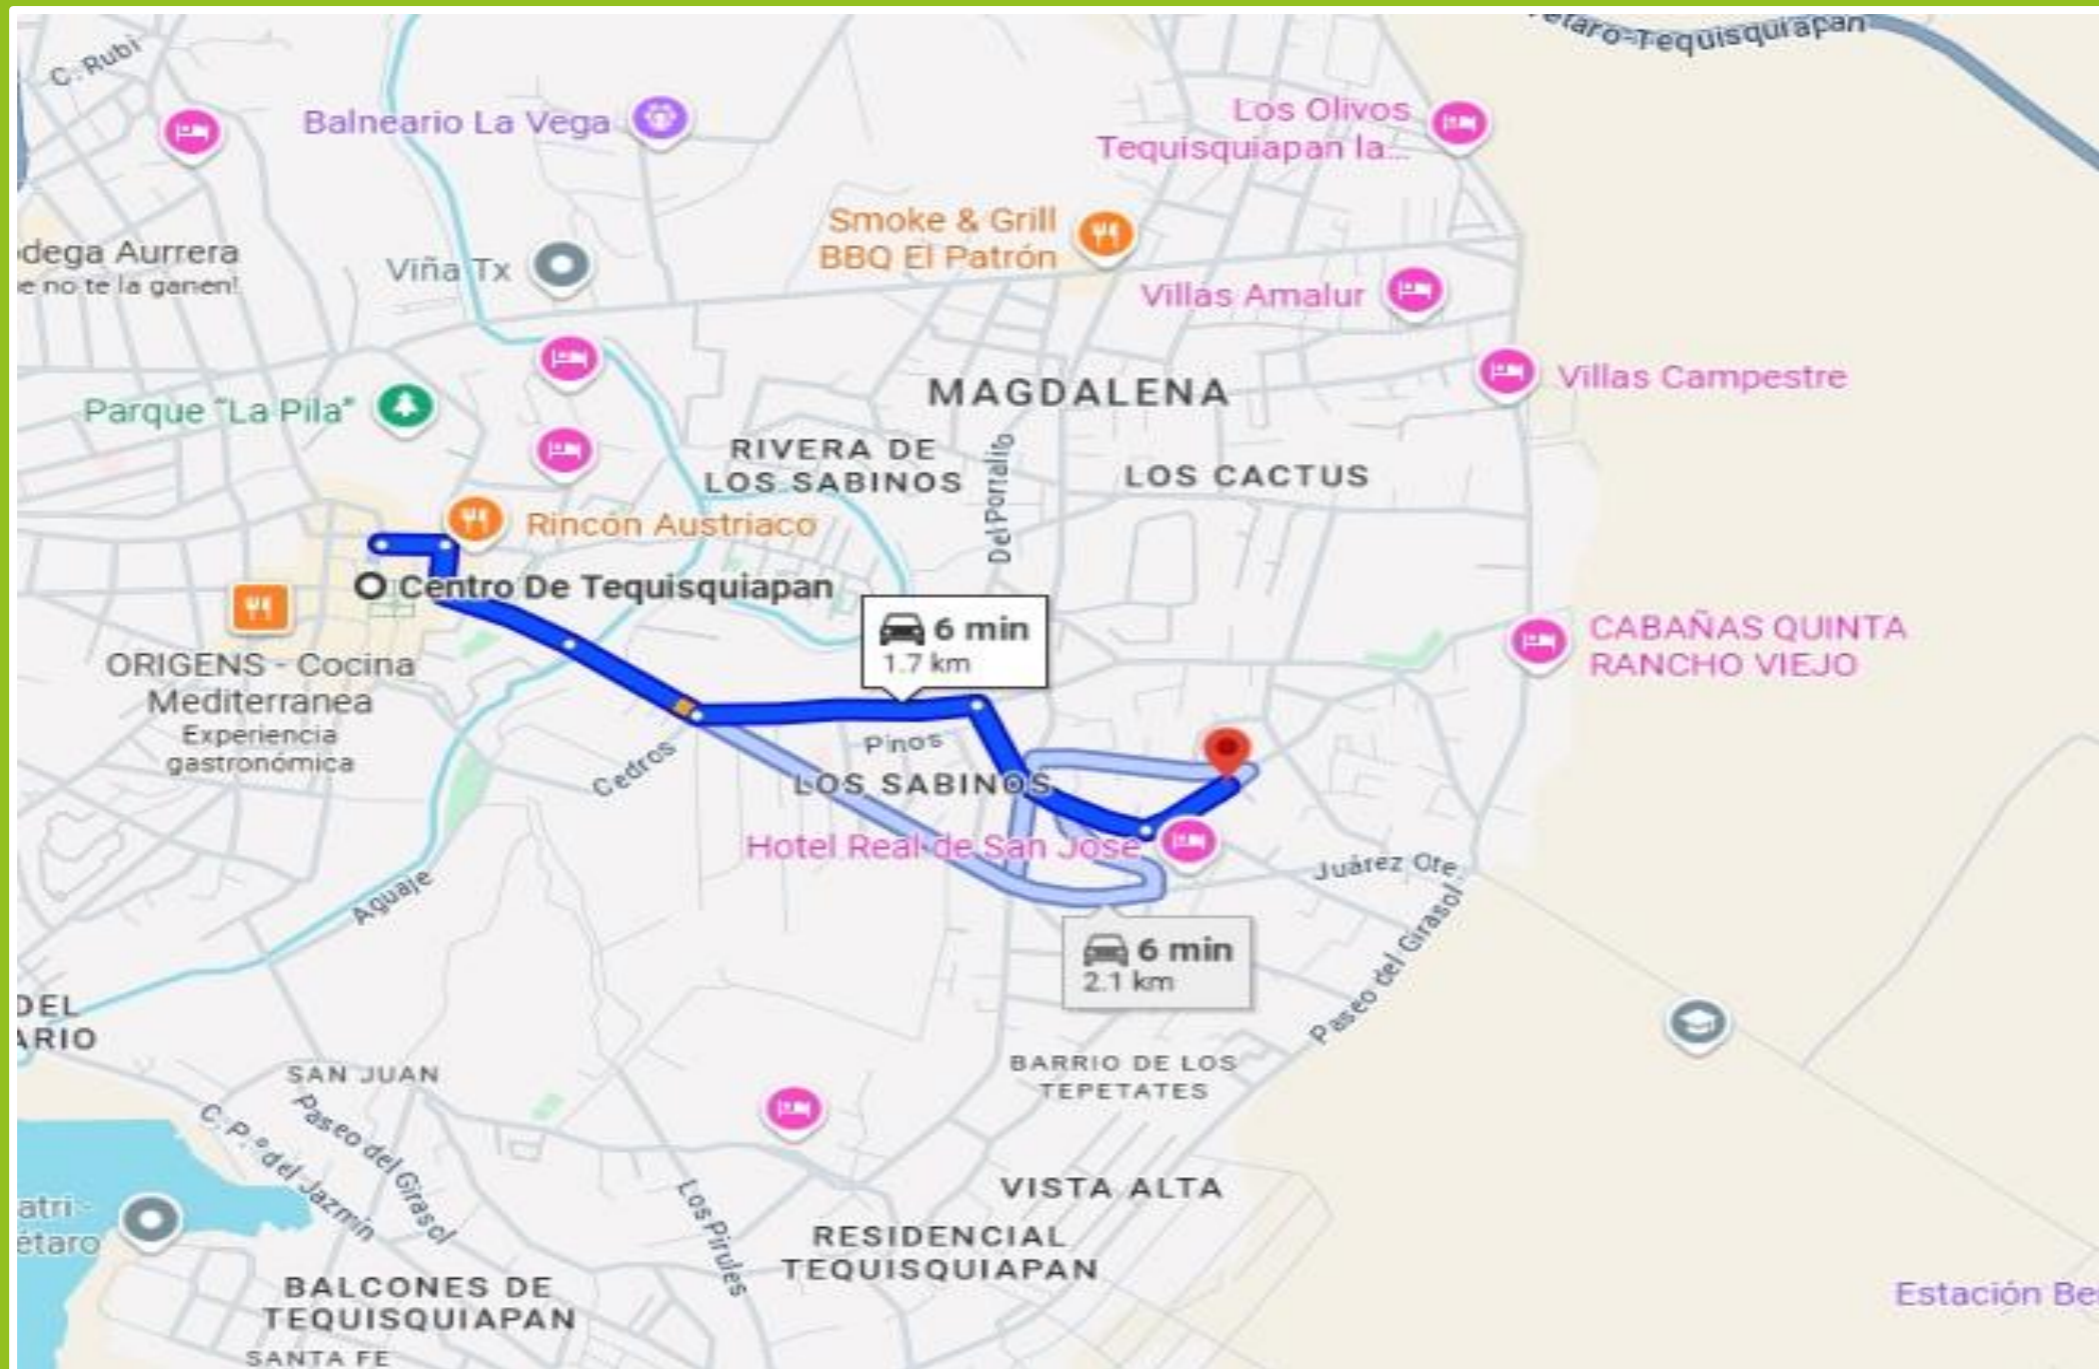 C. Rubí
Balneario La Vega
Los Olivos
Tequisquiapan la...
Smoke & Grill
BBQ El Patrón
dega Aurrera
e no te la ganen!
Viña Tx
Villas Amalur
Villas Campestre
Parque "La Pila"
MAGDALENA
RIVERA DE
LOS SABINOS
Del Portalito
LOS CACTUS
Rincón Austriaco
Centro De Tequisquiapan
6 min
1.7 km
CABAÑAS QUINTA
RANCHO VIEJO
ORIGENS - Cocina
Mediterranea
Experiencia
gastronómica
Pinos
Cedros
LOS SABINOS
Hotel Real de San José
Juárez Ote.
Aguaje
6 min
2.1 km
Paseo del Girasol
DEL
ARIO
BARRIO DE LOS
TEPETATES
SAN JUAN
Paseo del Girasol
C. P.º del Jazmín
Los Pirules
VISTA ALTA
atri -
étaro
RESIDENCIAL
TEQUISQUIAPAN
BALCONES DE
TEQUISQUIAPAN
Estación Be
SANTA FE